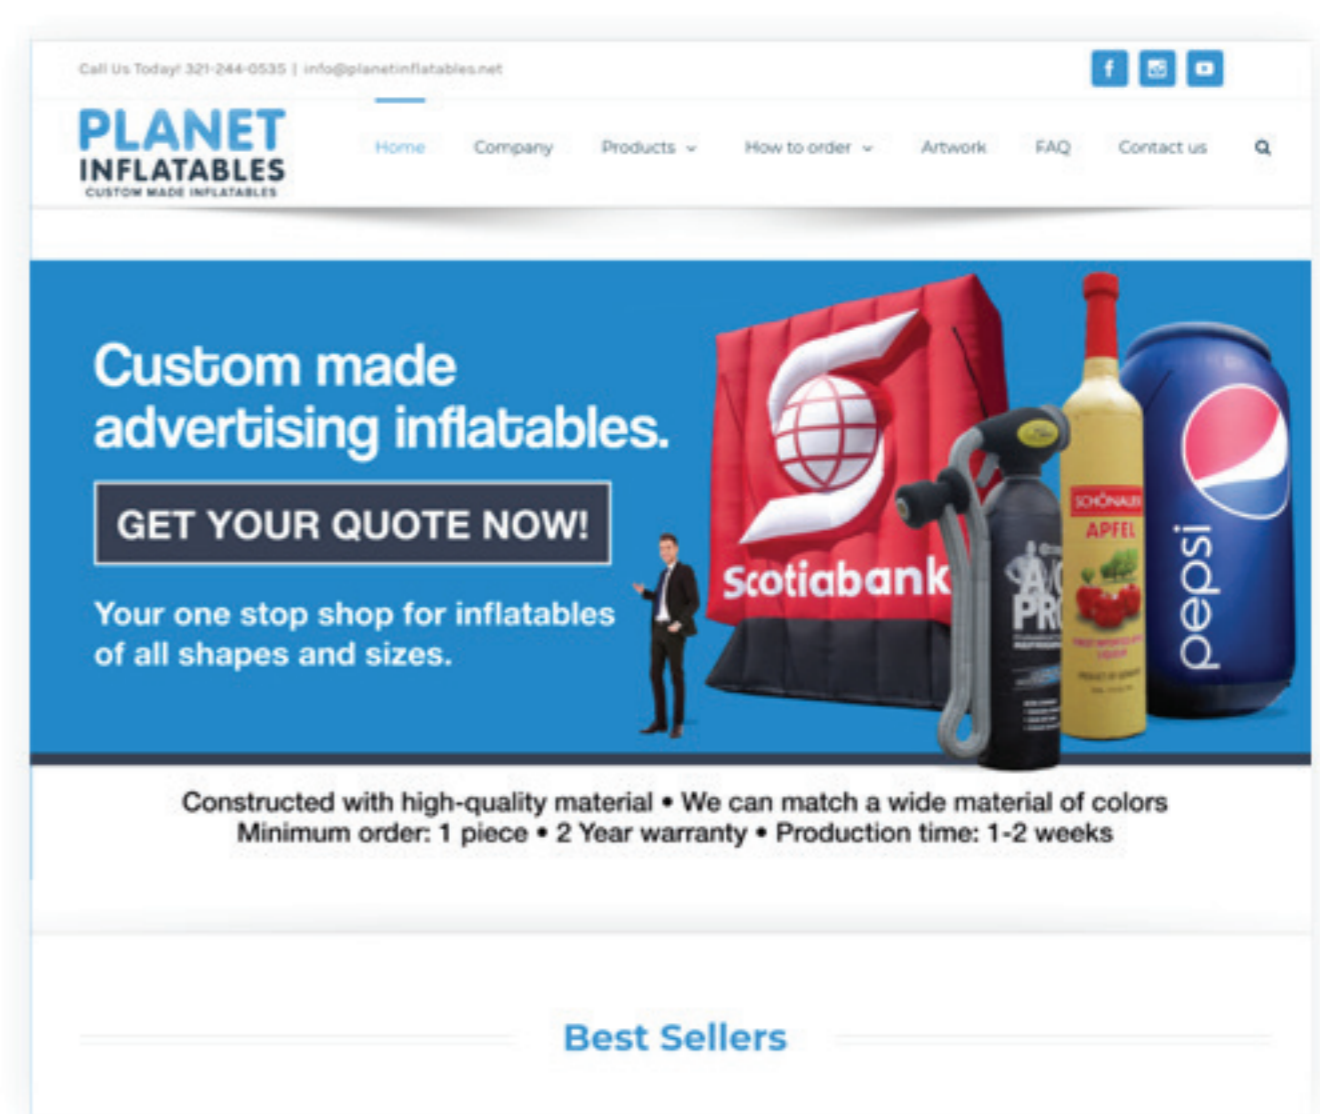 Call Us Today! 321-244-0535 | info@planetinflatables.net
PLANET
INFLATABLES
CUSTOM MADE INFLATABLES
Home Company Products How to order Artwork FAQ Contact us
Custom made
advertising inflatables.
GET YOUR QUOTE NOW!
Your one stop shop for inflatables
of all shapes and sizes.
Scotiabank
A/C
PRO
SCHÖNAUER
APFEL
pepsi
Constructed with high-quality material • We can match a wide material of colors
Minimum order: 1 piece • 2 Year warranty • Production time: 1-2 weeks
Best Sellers